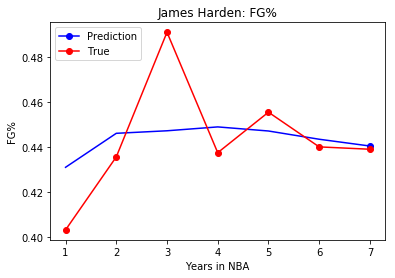 James Harden: FG%
Prediction
True
FG%
0.48
0.46
0.44
0.42
0.40
1 2 3 4 5 6 7
Years in NBA